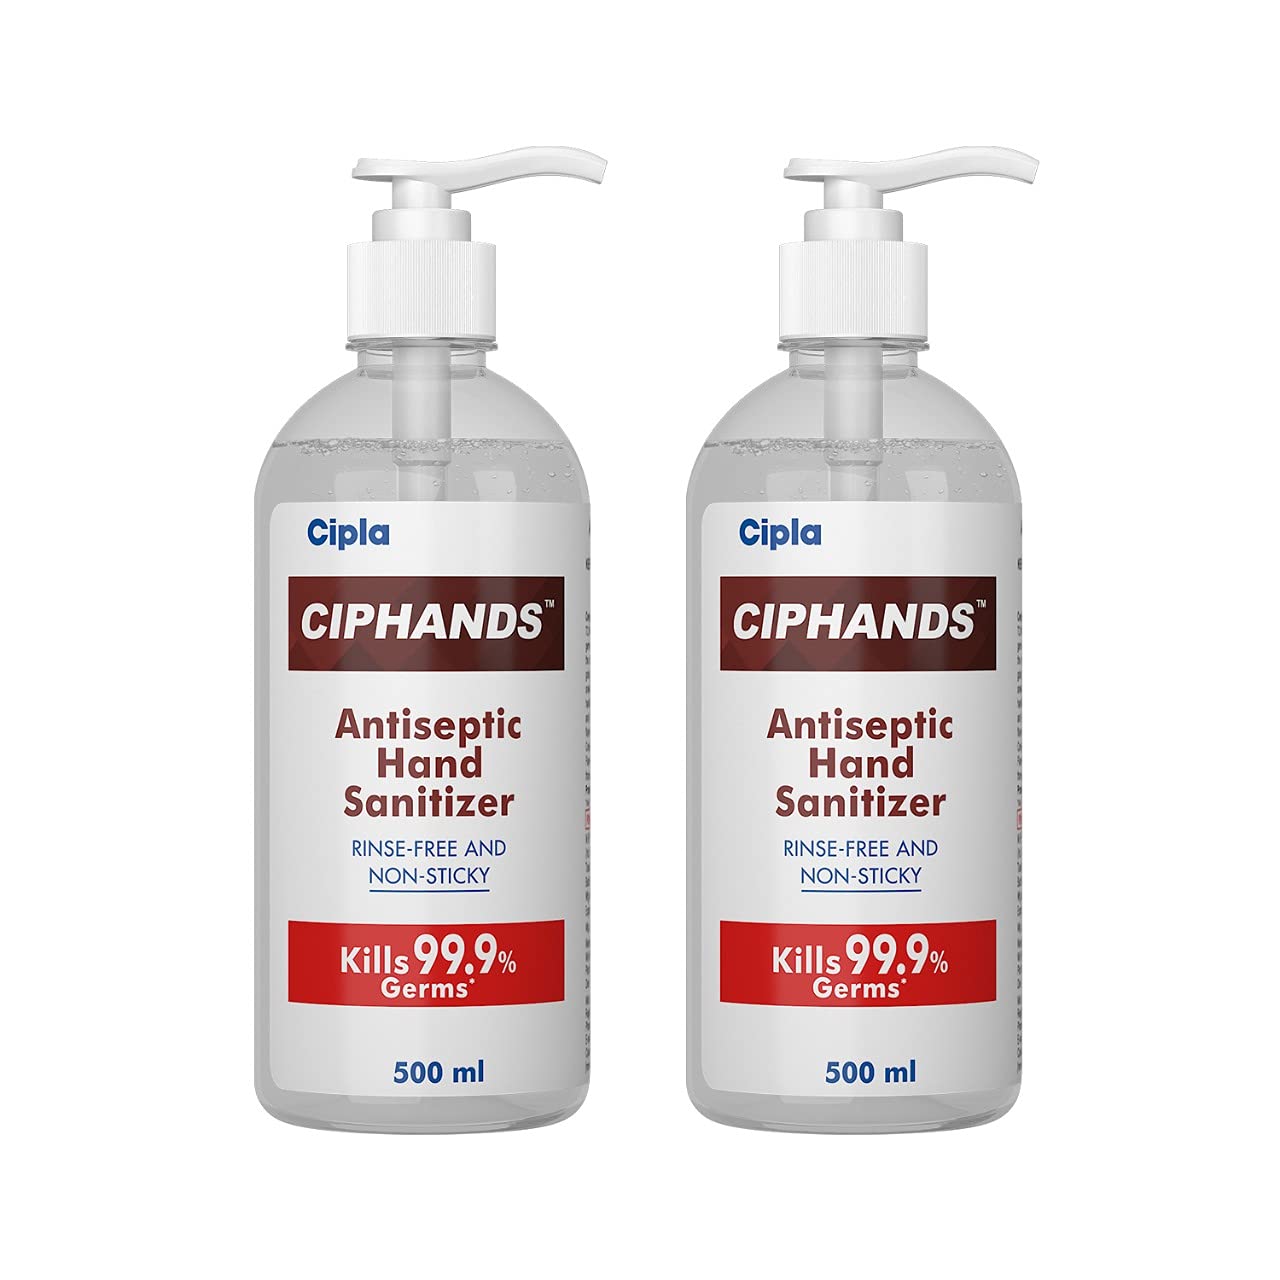 Cipla
CIPHANDS™
Antiseptic
Hand
Sanitizer
RINSE-FREE AND
NON-STICKY
Kills 99.9%
Germs*
500 ml
Cipla
CIPHANDS™
Antiseptic
Hand
Sanitizer
RINSE-FREE AND
NON-STICKY
Kills 99.9%
Germs*
500 ml